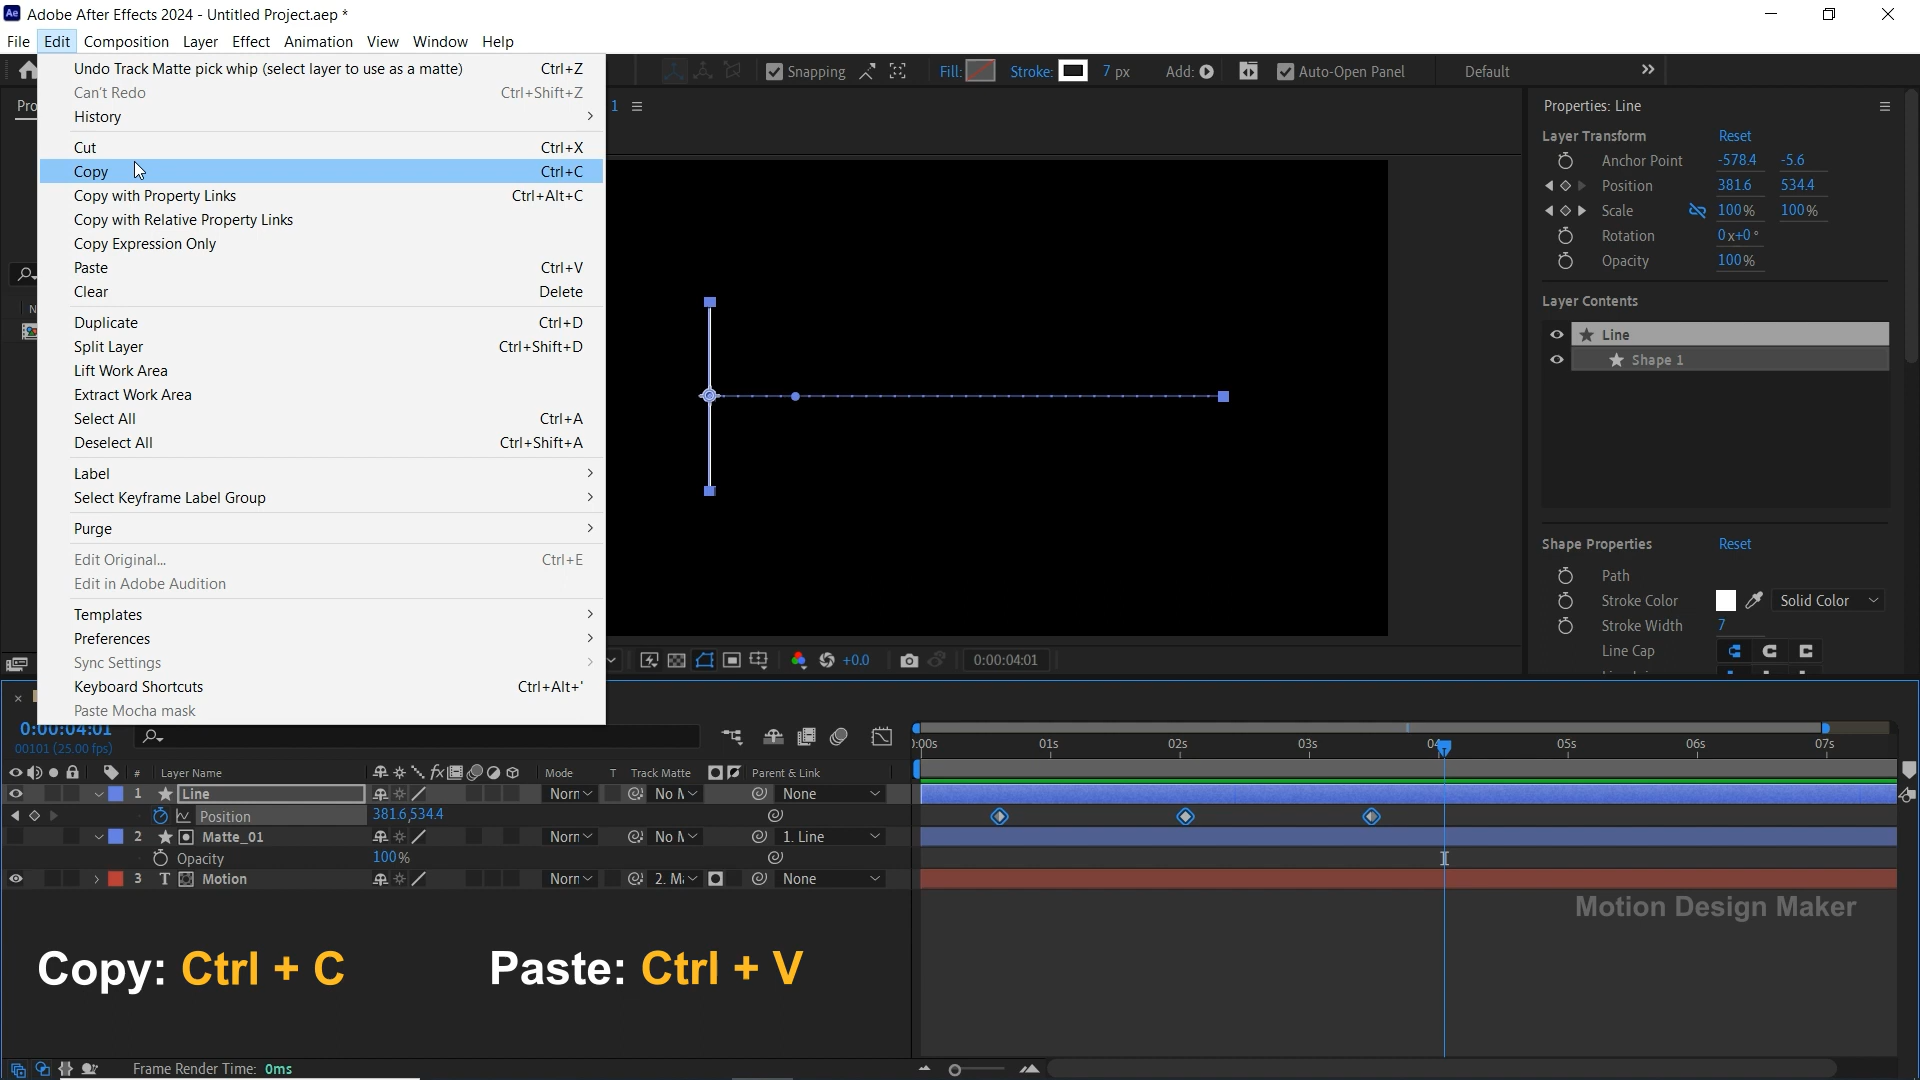 Ae Adobe After Effects 2024 - Untitled Project.aep *
File Edit Composition Layer Effect Animation View Window Help
Undo Track Matte pick whip (select layer to use as a matte) Ctrl+Z
Can't Redo Ctrl+Shift+Z
History
Cut Ctrl+X
Copy Ctrl+C
Copy with Property Links Ctrl+Alt+C
Copy with Relative Property Links
Copy Expression Only
Paste Ctrl+V
Clear Delete
Duplicate Ctrl+D
Split Layer Ctrl+Shift+D
Lift Work Area
Extract Work Area
Select All Ctrl+A
Deselect All Ctrl+Shift+A
Label
Select Keyframe Label Group
Purge
Edit Original... Ctrl+E
Edit in Adobe Audition
Templates
Preferences
Sync Settings
Keyboard Shortcuts Ctrl+Alt+'
Paste Mocha mask
Snapping Fill: Stroke: 7 px Add: Auto-Open Panel Default
Pro
1
Properties: Line
Layer Transform Reset
Anchor Point -578.4 -5.6
Position 381.6 534.4
Scale 100% 100%
Rotation 0x+0°
Opacity 100%
Layer Contents
Line
Shape 1
Shape Properties Reset
Path
Stroke Color Solid Color
Stroke Width 7
Line Cap
+0.0 0:00:04:01
0:00:04:01
00101 (25.00 fps)
:00s 01s 02s 03s 04 05s 06s 07s
# Layer Name fx Mode T Track Matte Parent & Link
1 Line Norn No M None
Position 381.6,534.4
2 Matte_01 Norn No M 1. Line
Opacity 100%
3 T Motion Norn 2. M None
Motion Design Maker
Copy: Ctrl + C Paste: Ctrl + V
Frame Render Time: 0ms